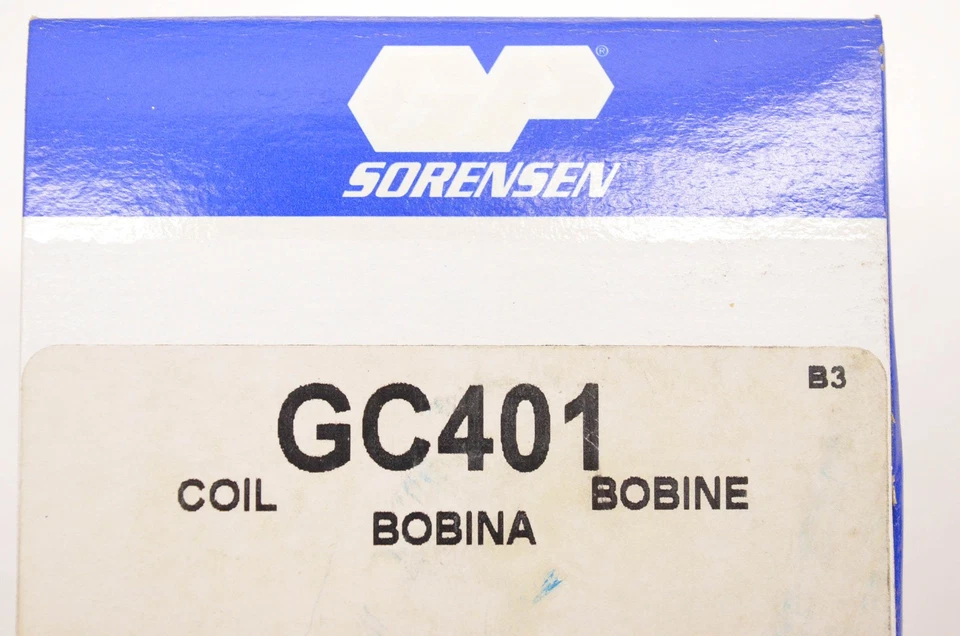 ®
SORENSEN
B3
GC401
COIL
BOBINE
BOBINA